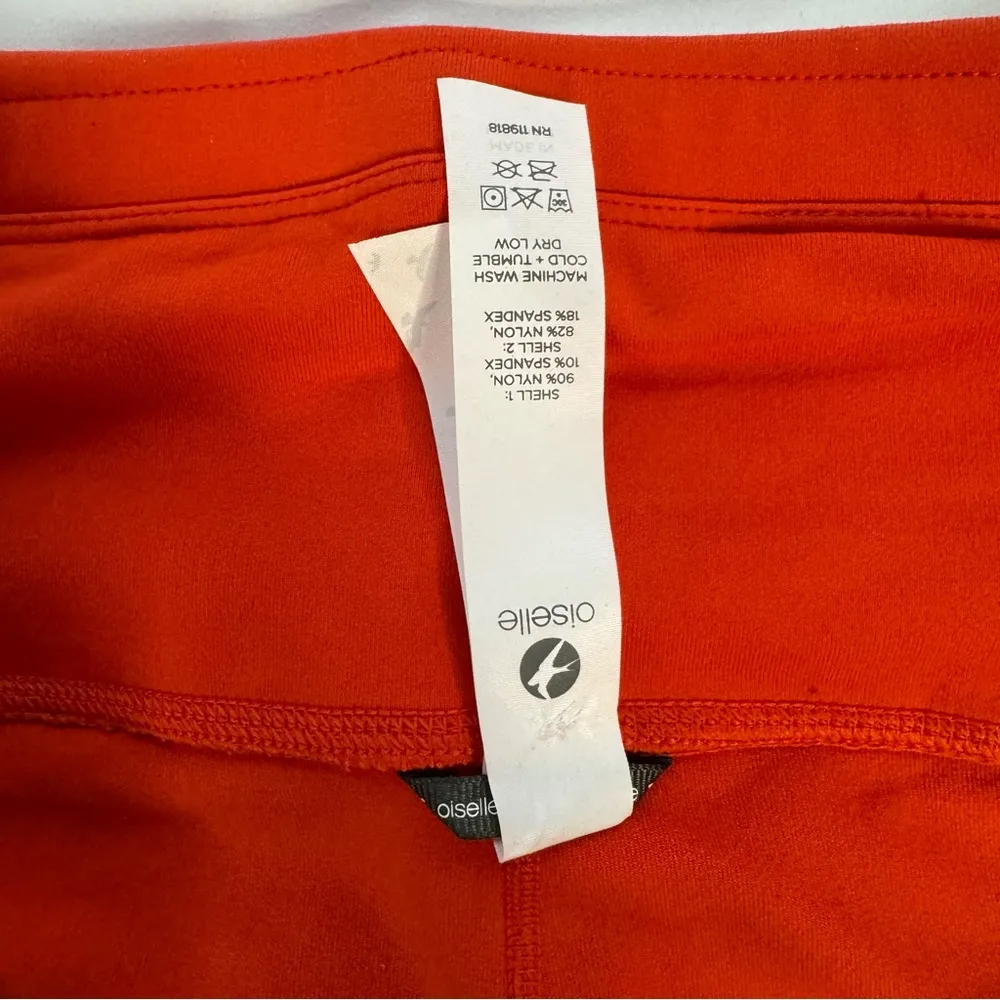 oiselle
SHELL 1:
90% NYLON,
10% SPANDEX
SHELL 2:
82% NYLON,
18% SPANDEX
MACHINE WASH
COLD + TUMBLE
DRY LOW
30C
MADE IN
RN 119818
oiselle